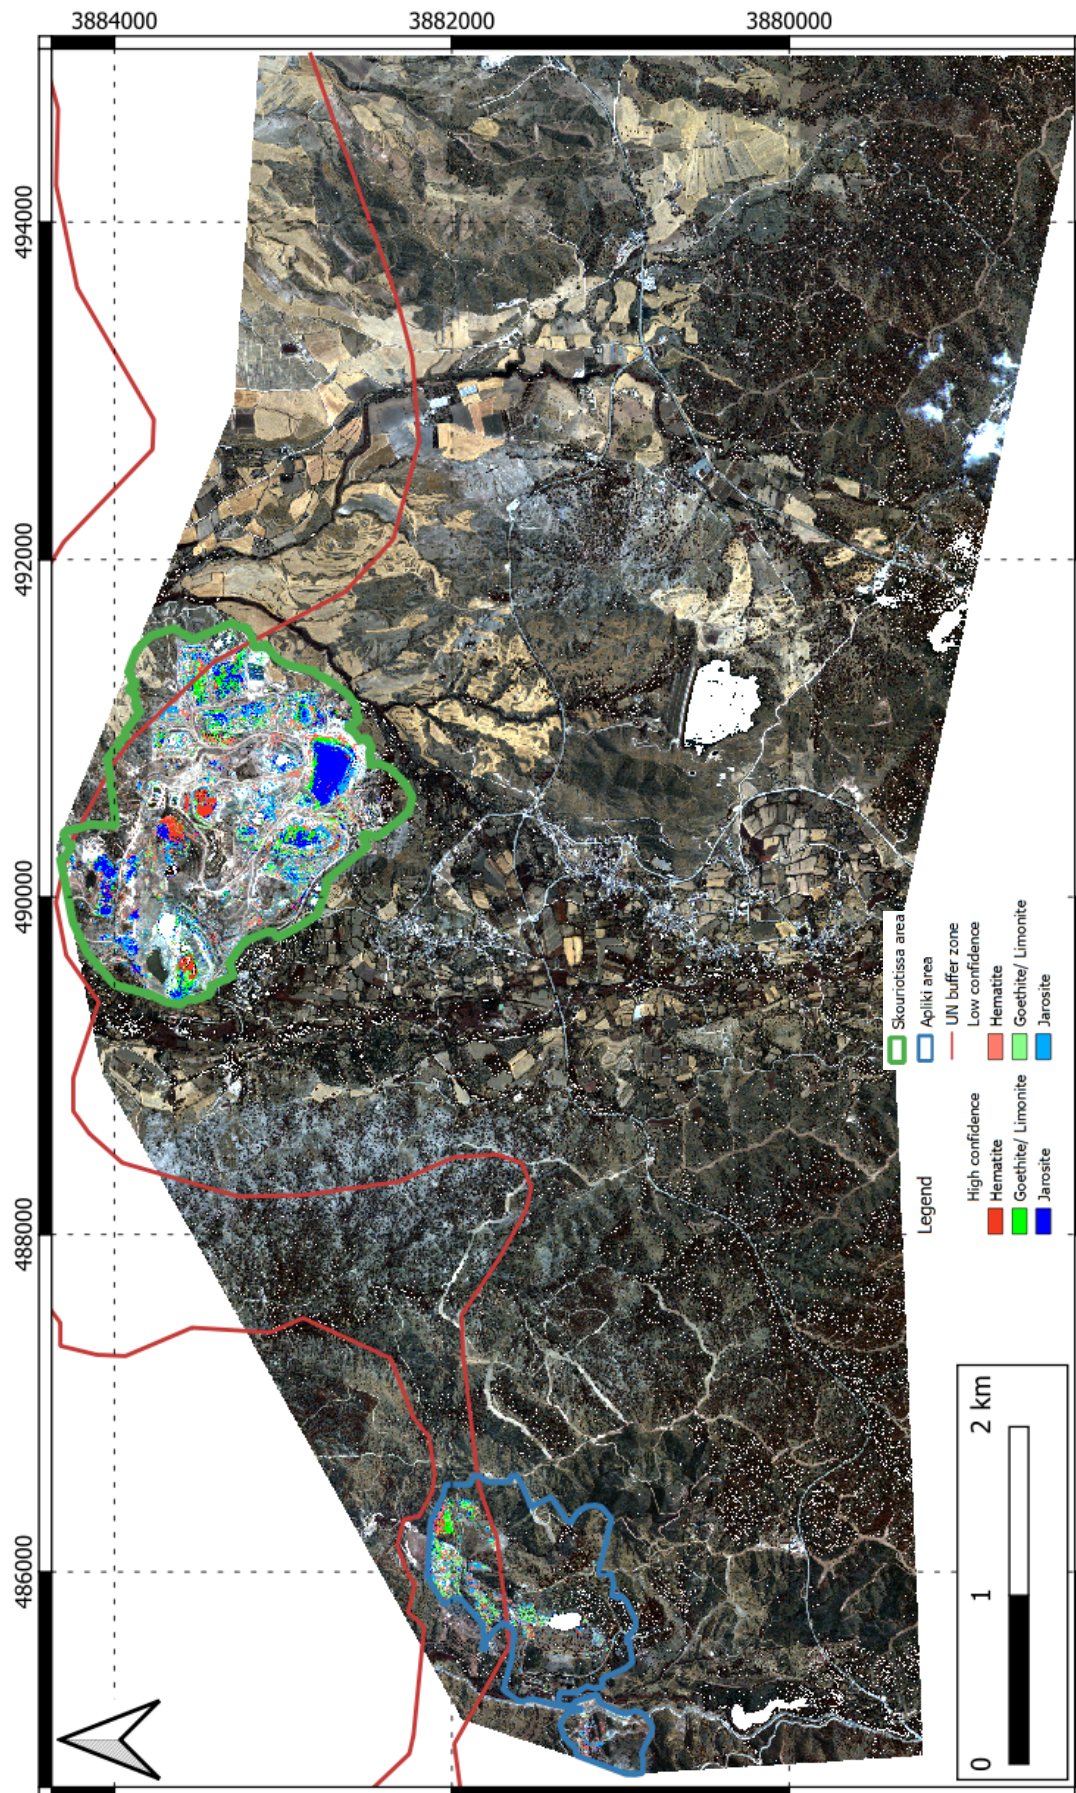 3884000
3882000
3880000
494000
492000
490000
488000
486000
Legend
Skouriotissa area
Apliki area
UN buffer zone
High confidence
Hematite
Goethite/ Limonite
Jarosite
Low confidence
Hematite
Goethite/ Limonite
Jarosite
0
1
2 km